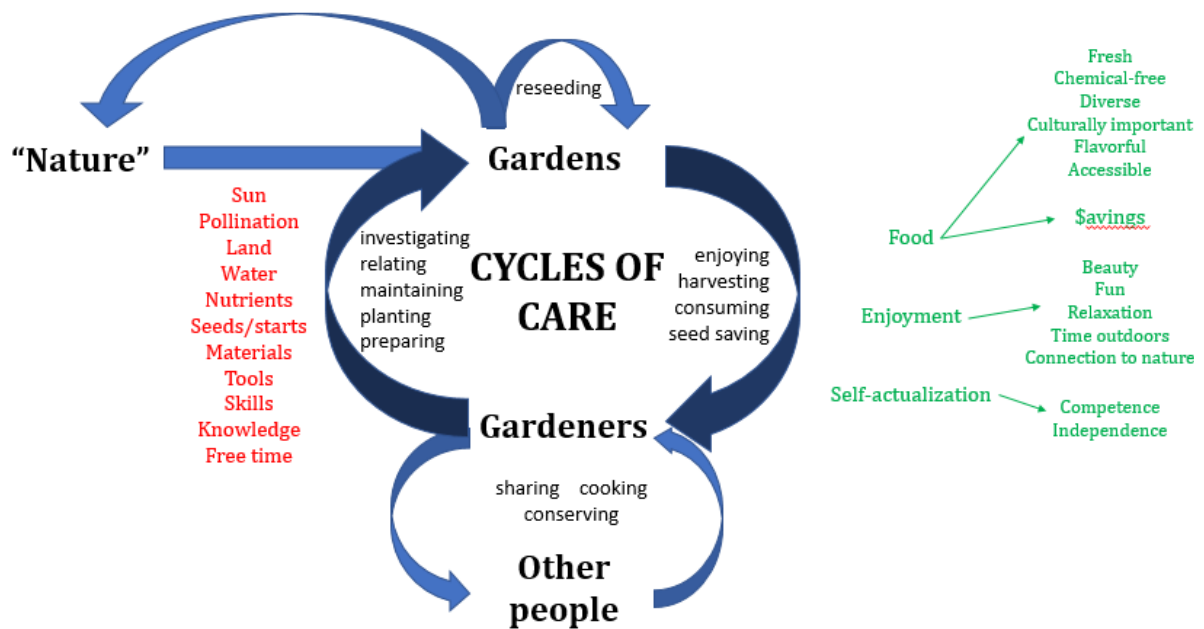 reseeding
“Nature”
Gardens
Sun
Pollination
Land
Water
Nutrients
Seeds/starts
Materials
Tools
Skills
Knowledge
Free time
investigating
relating
maintaining
planting
preparing
CYCLES OF
CARE
enjoying
harvesting
consuming
seed saving
Gardeners
sharing cooking
conserving
Other
people
Food
Fresh
Chemical-free
Diverse
Culturally important
Flavorful
Accessible
$avings
Enjoyment
Beauty
Fun
Relaxation
Time outdoors
Connection to nature
Self-actualization
Competence
Independence